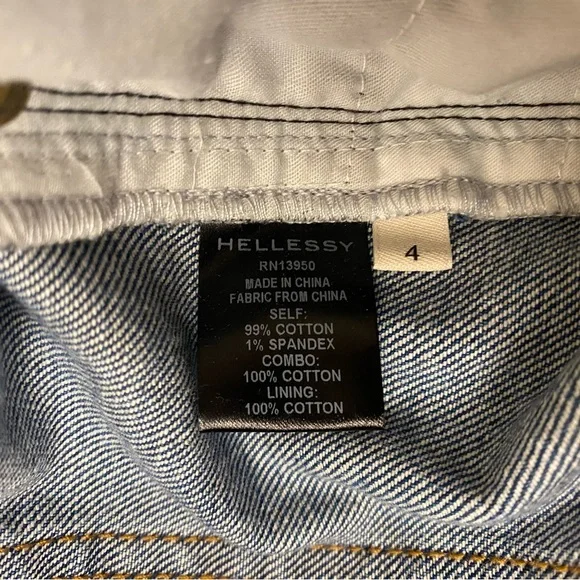 HELLESSY
RN13950
MADE IN CHINA
FABRIC FROM CHINA
SELF:
99% COTTON
1% SPANDEX
COMBO:
100% COTTON
LINING:
100% COTTON
4